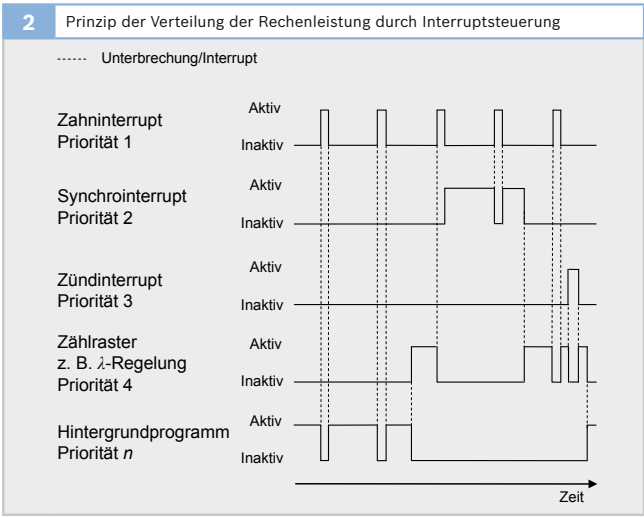 2 Prinzip der Verteilung der Rechenleistung durch Interruptsteuerung
------ Unterbrechung/Interrupt
Zahninterrupt
Priorität 1
Aktiv
Inaktiv
Synchrointerrupt
Priorität 2
Aktiv
Inaktiv
Zündinterrupt
Priorität 3
Aktiv
Inaktiv
Zählraster
z. B. λ-Regelung
Priorität 4
Aktiv
Inaktiv
Hintergrundprogramm
Priorität n
Aktiv
Inaktiv
Zeit